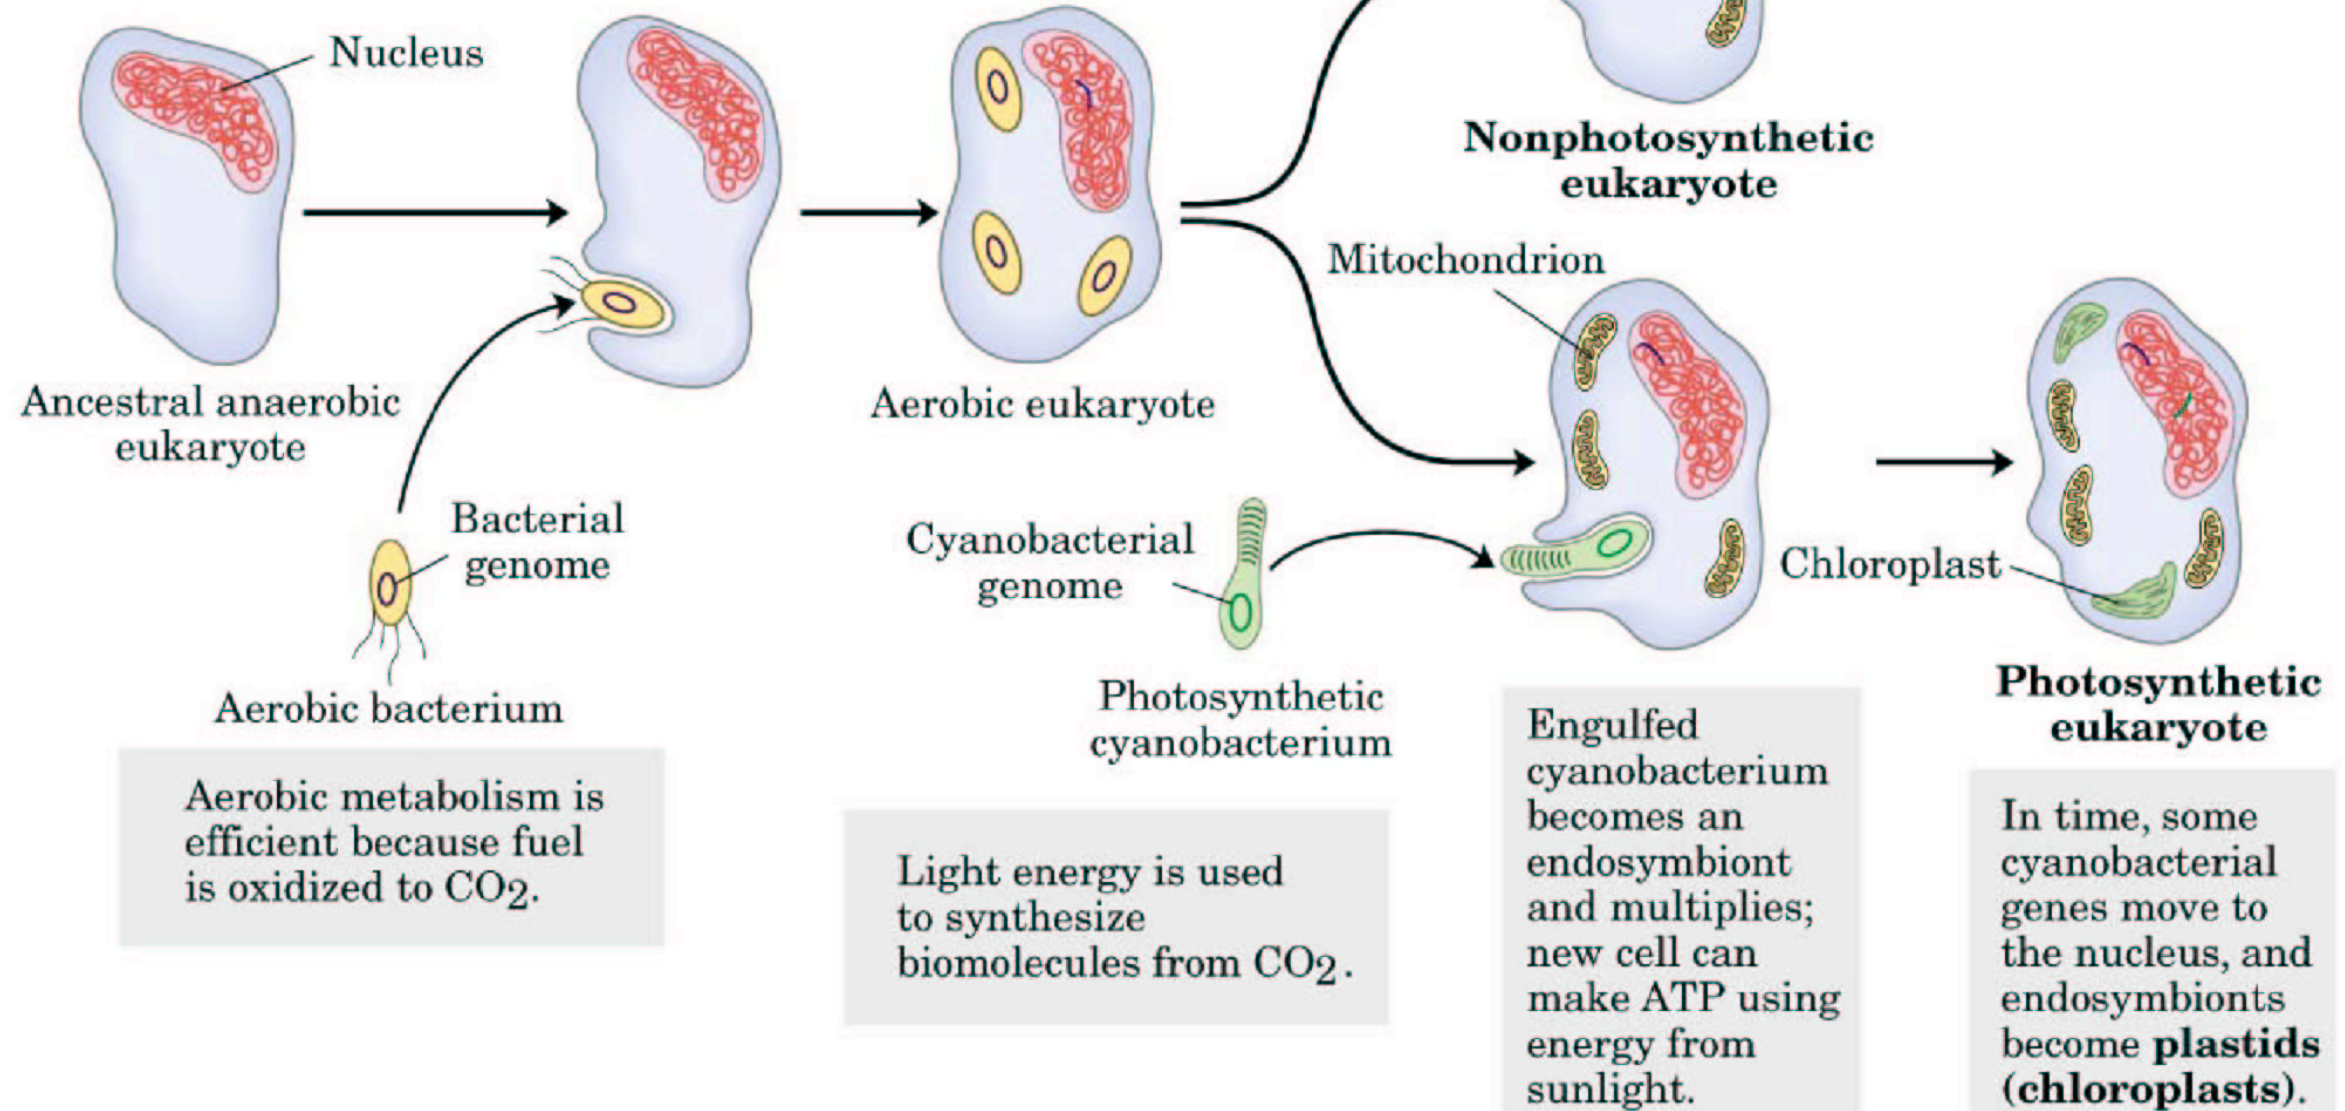 Nucleus
Nonphotosynthetic
eukaryote
Mitochondrion
Ancestral anaerobic
eukaryote
Aerobic eukaryote
Bacterial
genome
Cyanobacterial
genome
Chloroplast
Aerobic bacterium
Photosynthetic
cyanobacterium
Photosynthetic
eukaryote
Aerobic metabolism is
efficient because fuel
is oxidized to CO2.
Light energy is used
to synthesize
biomolecules from CO2.
Engulfed
cyanobacterium
becomes an
endosymbiont
and multiplies;
new cell can
make ATP using
energy from
sunlight.
In time, some
cyanobacterial
genes move to
the nucleus, and
endosymbionts
become plastids
(chloroplasts).